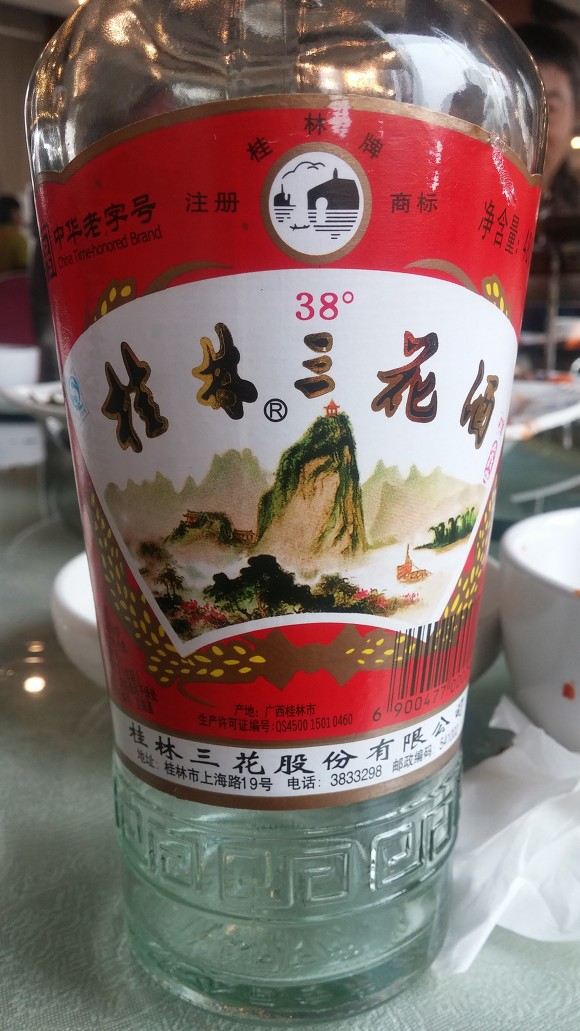 桂林牌
中华老字号
China Time-honored Brand
注册 商标
净含量:
38°
桂林三花酒
®
产地: 广西桂林市
生产许可证编号:QS4500 1501 0460
6 900477
桂林三花股份有限公司
地址: 桂林市上海路19号 电话: 3833298 邮政编码